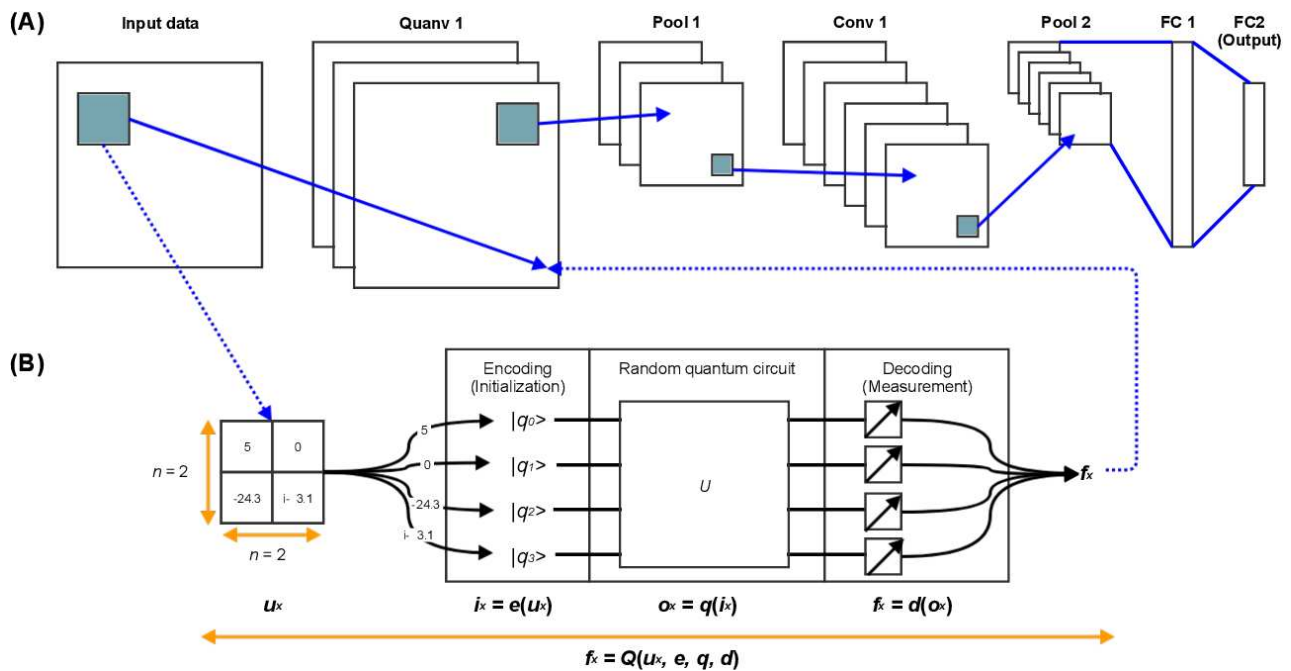 (A)
Input data
Quanv 1
Pool 1
Conv 1
Pool 2
FC 1
FC2
(Output)
(B)
Encoding
(Initialization)
Random quantum circuit
Decoding
(Measurement)
n = 2
5 0
-24.3 i- 3.1
n = 2
5
0
-24.3
i- 3.1
|q0>
|q1>
|q2>
|q3>
U
fx
ux
ix = e(ux)
ox = q(ix)
fx = d(ox)
fx = Q(ux, e, q, d)